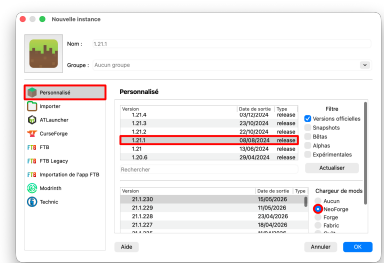 Nouvelle instance
Nom : 1.21.1
Groupe : Aucun groupe
Personnalisé
Importer
ATLauncher
CurseForge
FTB FTB
FTB FTB Legacy
FTB Importation de l'app FTB
Modrinth
Technic
Personnalisé
Version Date de sortie Type
1.21.4 03/12/2024 release
1.21.3 23/10/2024 release
1.21.2 22/10/2024 release
1.21.1 08/08/2024 release
1.21 13/06/2024 release
1.20.6 29/04/2024 release
Rechercher
Filtre
Versions officielles
Snapshots
Bêtas
Alphas
Expérimentales
Actualiser
Version Date de sortie Type
21.1.230 15/05/2026
21.1.229 11/05/2026
21.1.228 23/04/2026
21.1.227 18/04/2026
Chargeur de mods
Aucun
NeoForge
Forge
Fabric
Aide
Annuler
OK